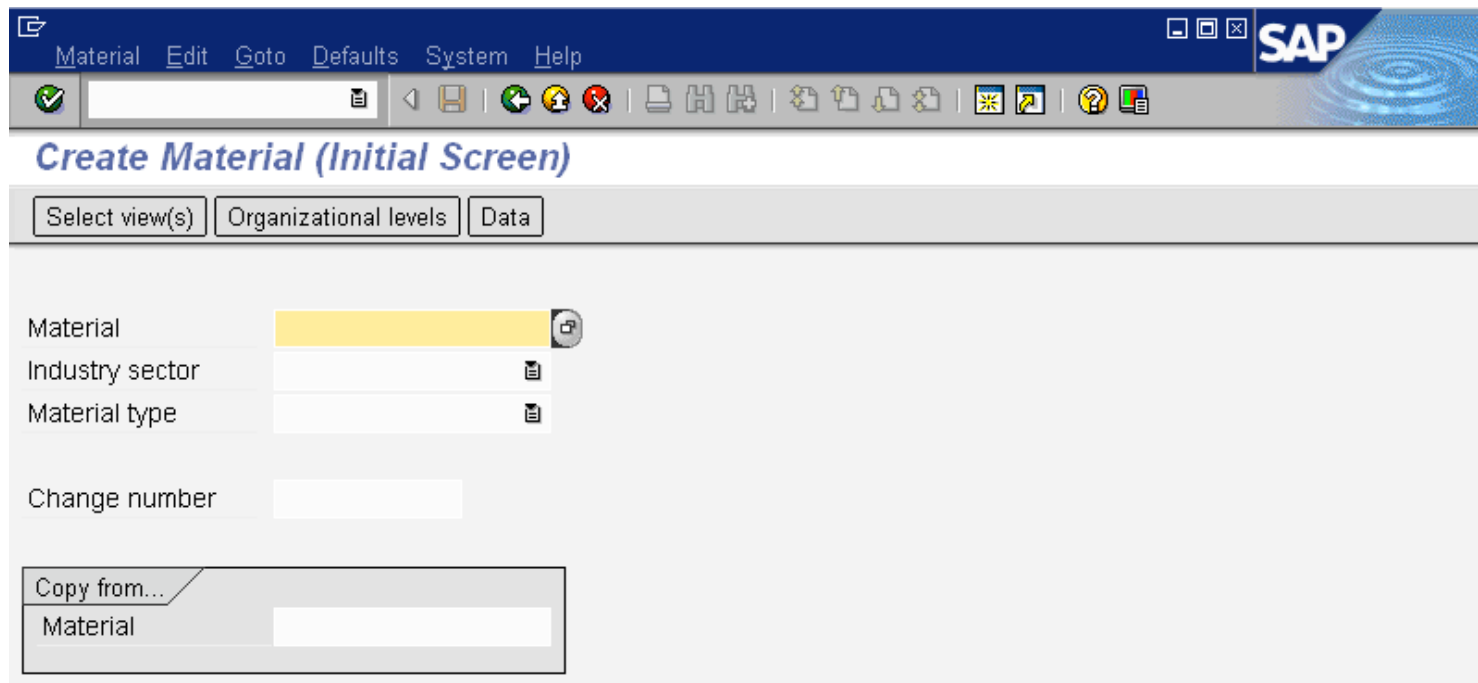 Material Edit Goto Defaults System Help
SAP
Create Material (Initial Screen)
Select view(s) Organizational levels Data
Material
Industry sector
Material type
Change number
Copy from...
Material